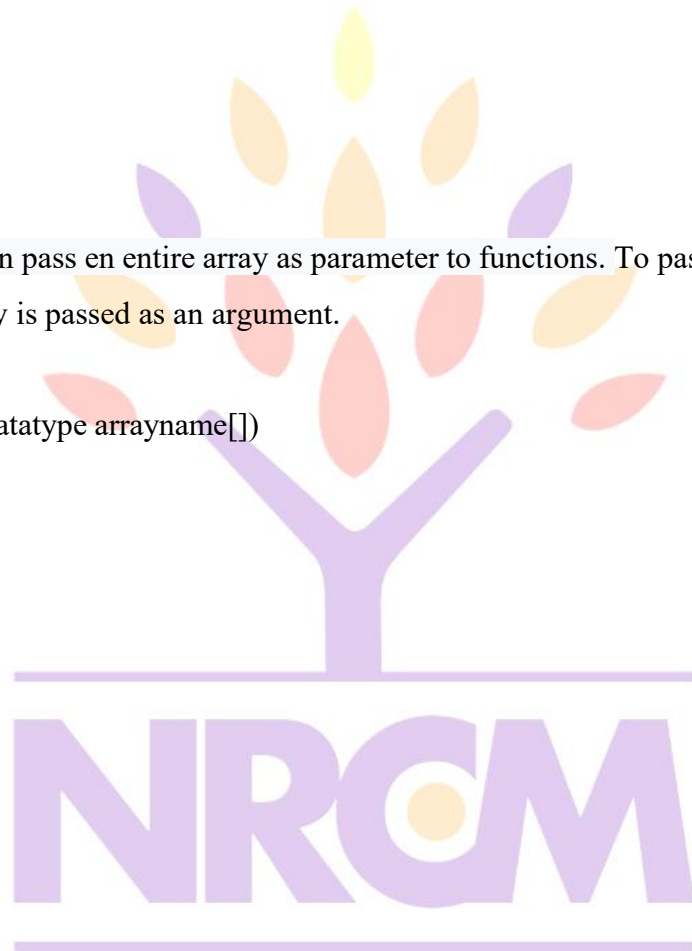 n pass en entire array as parameter to functions. To pas
y is passed as an argument.
atatype arrayname[])
NRCM